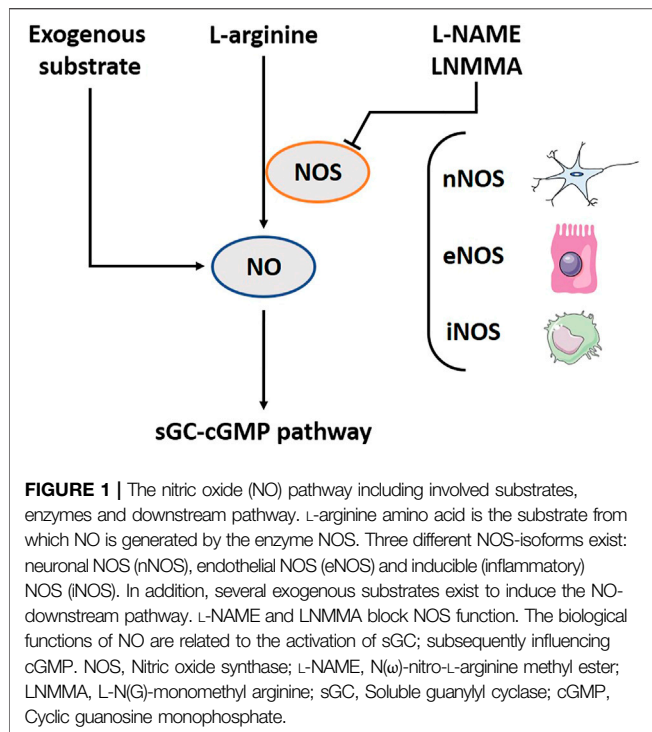 Exogenous
substrate
L-arginine
L-NAME
LNMMA
NOS
nNOS
eNOS
NO
iNOS
sGC-cGMP pathway
FIGURE 1 | The nitric oxide (NO) pathway including involved substrates,
enzymes and downstream pathway. L-arginine amino acid is the substrate from
which NO is generated by the enzyme NOS. Three different NOS-isoforms exist:
neuronal NOS (nNOS), endothelial NOS (eNOS) and inducible (inflammatory)
NOS (iNOS). In addition, several exogenous substrates exist to induce the NO-
downstream pathway. L-NAME and LNMMA block NOS function. The biological
functions of NO are related to the activation of sGC; subsequently influencing
cGMP. NOS, Nitric oxide synthase; L-NAME, N(ω)-nitro-L-arginine methyl ester;
LNMMA, L-N(G)-monomethyl arginine; sGC, Soluble guanylyl cyclase; cGMP,
Cyclic guanosine monophosphate.